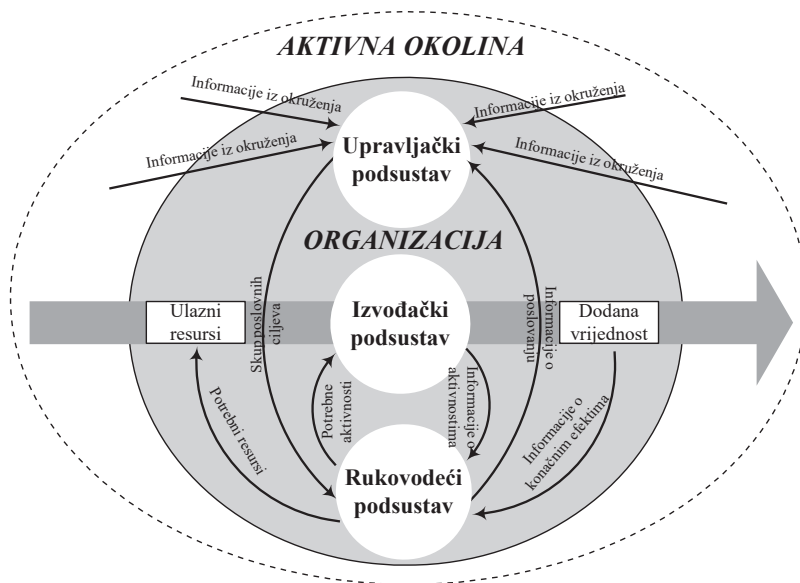 AKTIVNA OKOLINA
Informacije iz okruženja
Informacije iz okruženja
Informacije iz okruženja
Informacije iz okruženja
Upravljački
podsustav
ORGANIZACIJA
Ulazni
resursi
Skup poslovnih
ciljeva
Izvođački
podsustav
Informacije o
poslovanju
Dodana
vrijednost
Potrebni resursi
Potrebne
aktivnosti
Informacije o
aktivnostima
Informacije o
konačnim efektima
Rukovodeći
podsustav